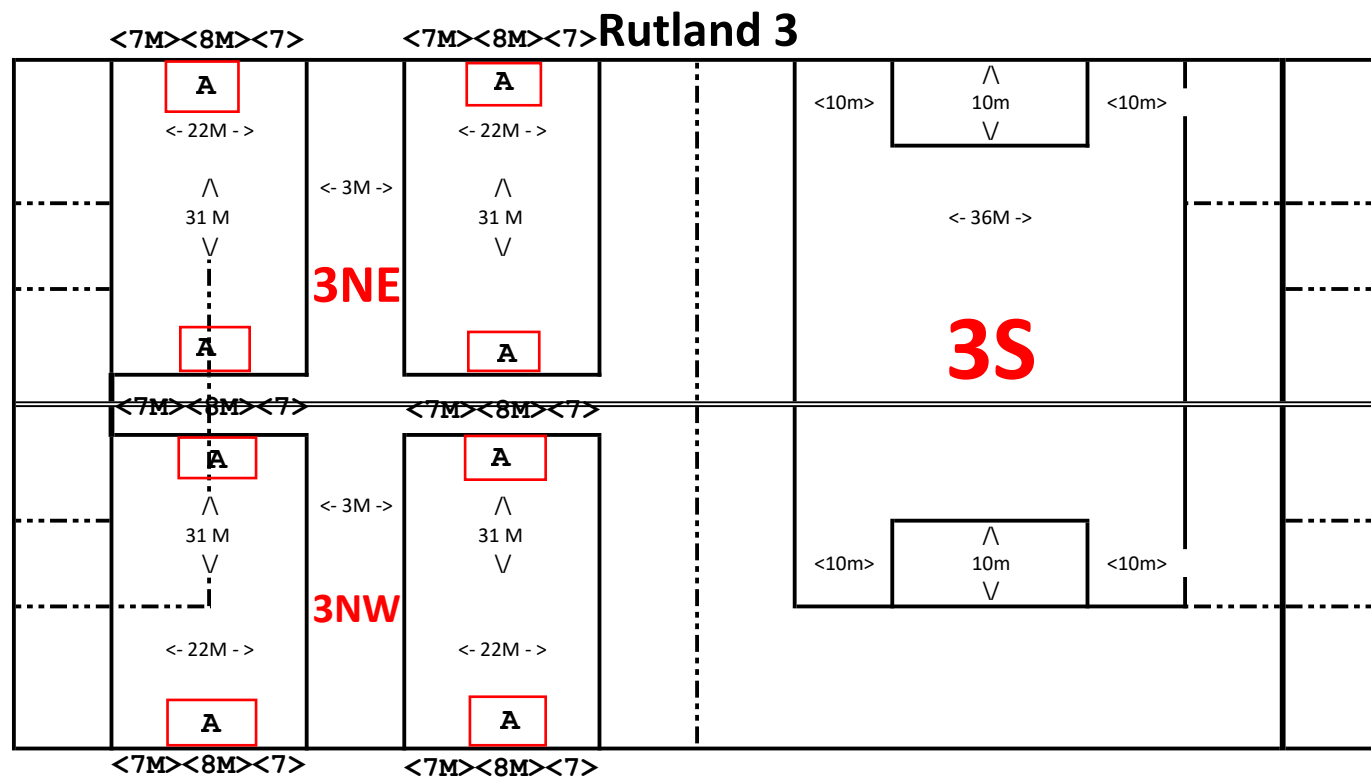 Rutland 3
<7M><8M><7> <7M><8M><7>
A A /\
<10m> 10m <10m>
<- 22M - > <- 22M - > \/
/\ <- 3M -> /\
31 M 31 M <- 36M ->
\/ \/
3NE
3S
A A
<7M><8M><7> <7M><8M><7>
A A
/\ <- 3M -> /\
31 M 31 M /\
\/ \/ <10m> 10m <10m>
\/
3NW
<- 22M - > <- 22M - >
A A
<7M><8M><7> <7M><8M><7>